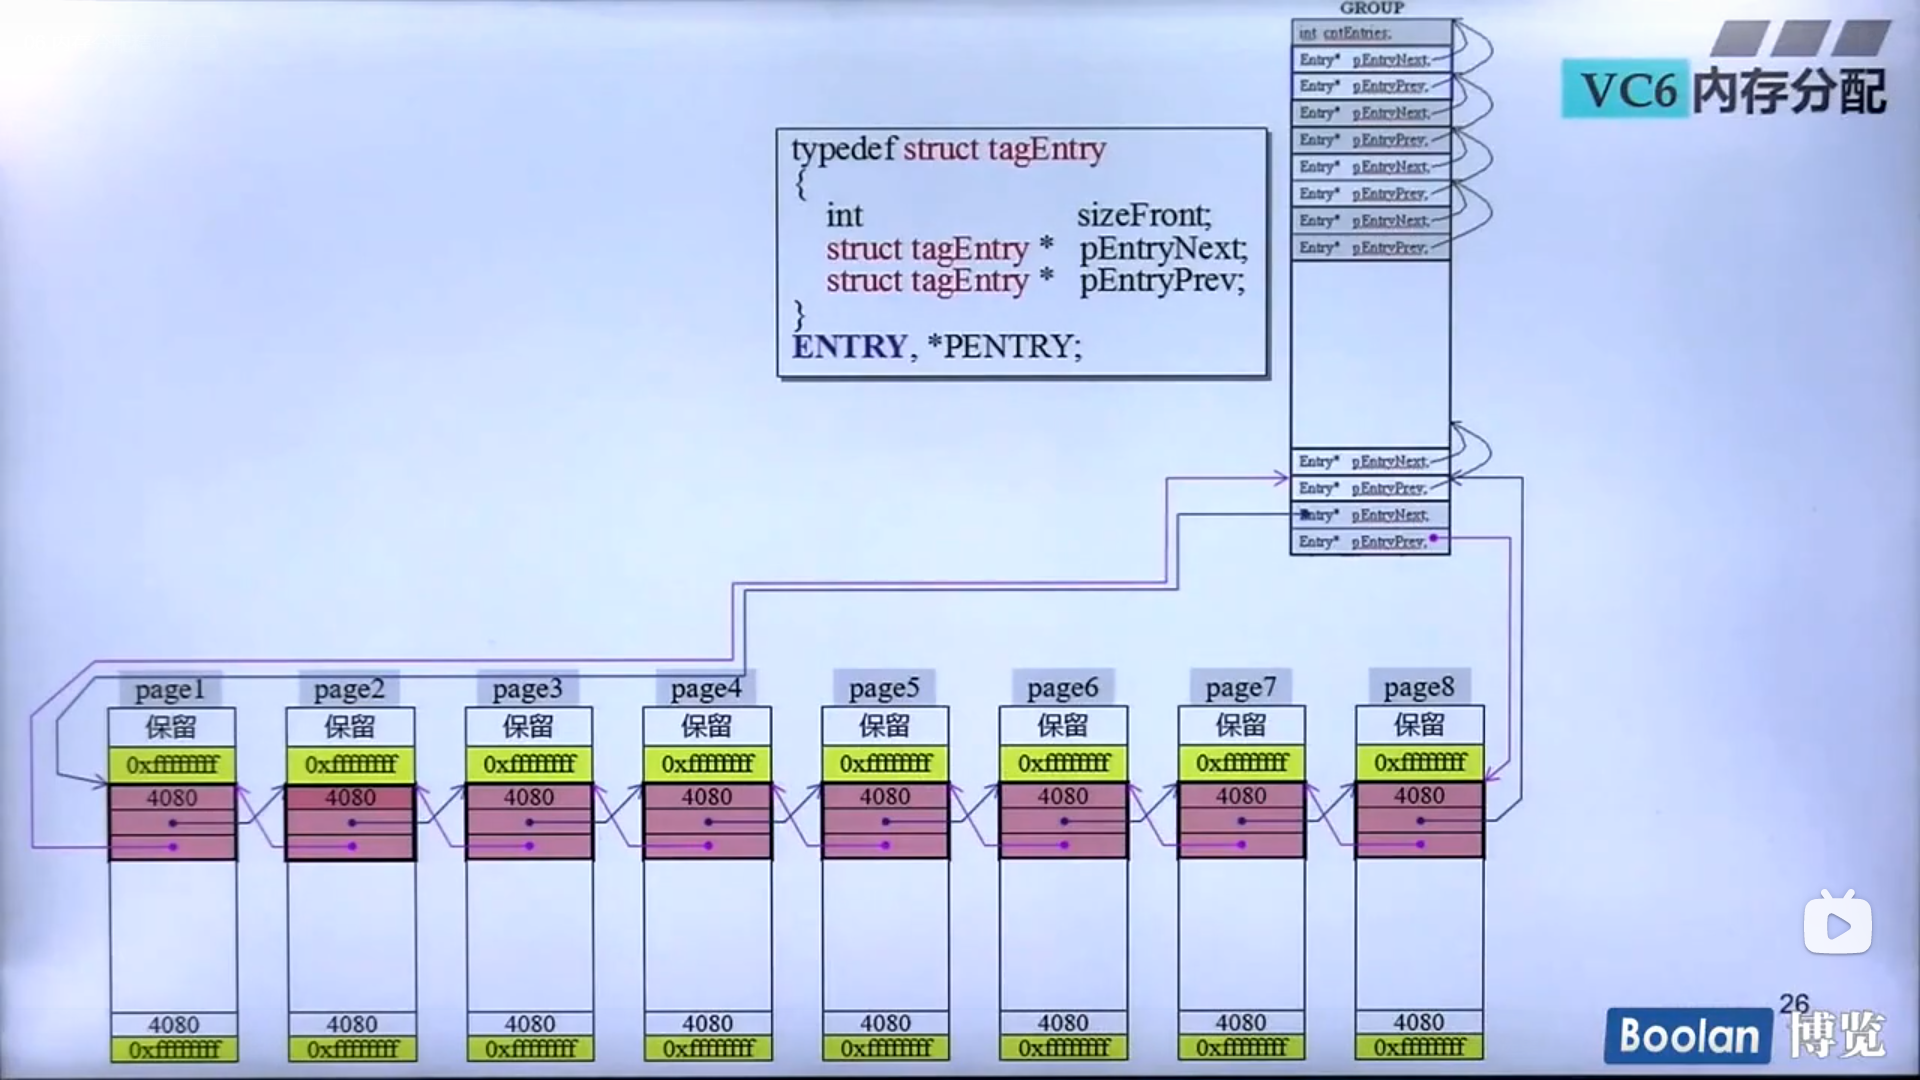 GROUP
int cntEntries;
Entry* pEntryNext;
Entry* pEntryPrev;
Entry* pEntryNext;
Entry* pEntryPrev;
Entry* pEntryNext;
Entry* pEntryPrev;
Entry* pEntryNext;
Entry* pEntryPrev;
VC6 内存分配
typedef struct tagEntry
{
int sizeFront;
struct tagEntry * pEntryNext;
struct tagEntry * pEntryPrev;
}
ENTRY, *PENTRY;
Entry* pEntryNext;
Entry* pEntryPrev;
Entry* pEntryNext;
Entry* pEntryPrev;
page1 page2 page3 page4 page5 page6 page7 page8
保留 保留 保留 保留 保留 保留 保留 保留
0xffffffff 0xffffffff 0xffffffff 0xffffffff 0xffffffff 0xffffffff 0xffffffff 0xffffffff
4080 4080 4080 4080 4080 4080 4080 4080
4080 4080 4080 4080 4080 4080 4080 4080
0xffffffff 0xffffffff 0xffffffff 0xffffffff 0xffffffff 0xffffffff 0xffffffff 0xffffffff
26
Boolan 博览